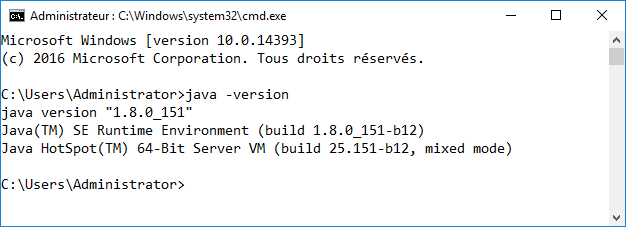 Administrateur : C:\Windows\system32\cmd.exe
Microsoft Windows [version 10.0.14393]
(c) 2016 Microsoft Corporation. Tous droits réservés.
C:\Users\Administrator>java -version
java version "1.8.0_151"
Java(TM) SE Runtime Environment (build 1.8.0_151-b12)
Java HotSpot(TM) 64-Bit Server VM (build 25.151-b12, mixed mode)
C:\Users\Administrator>